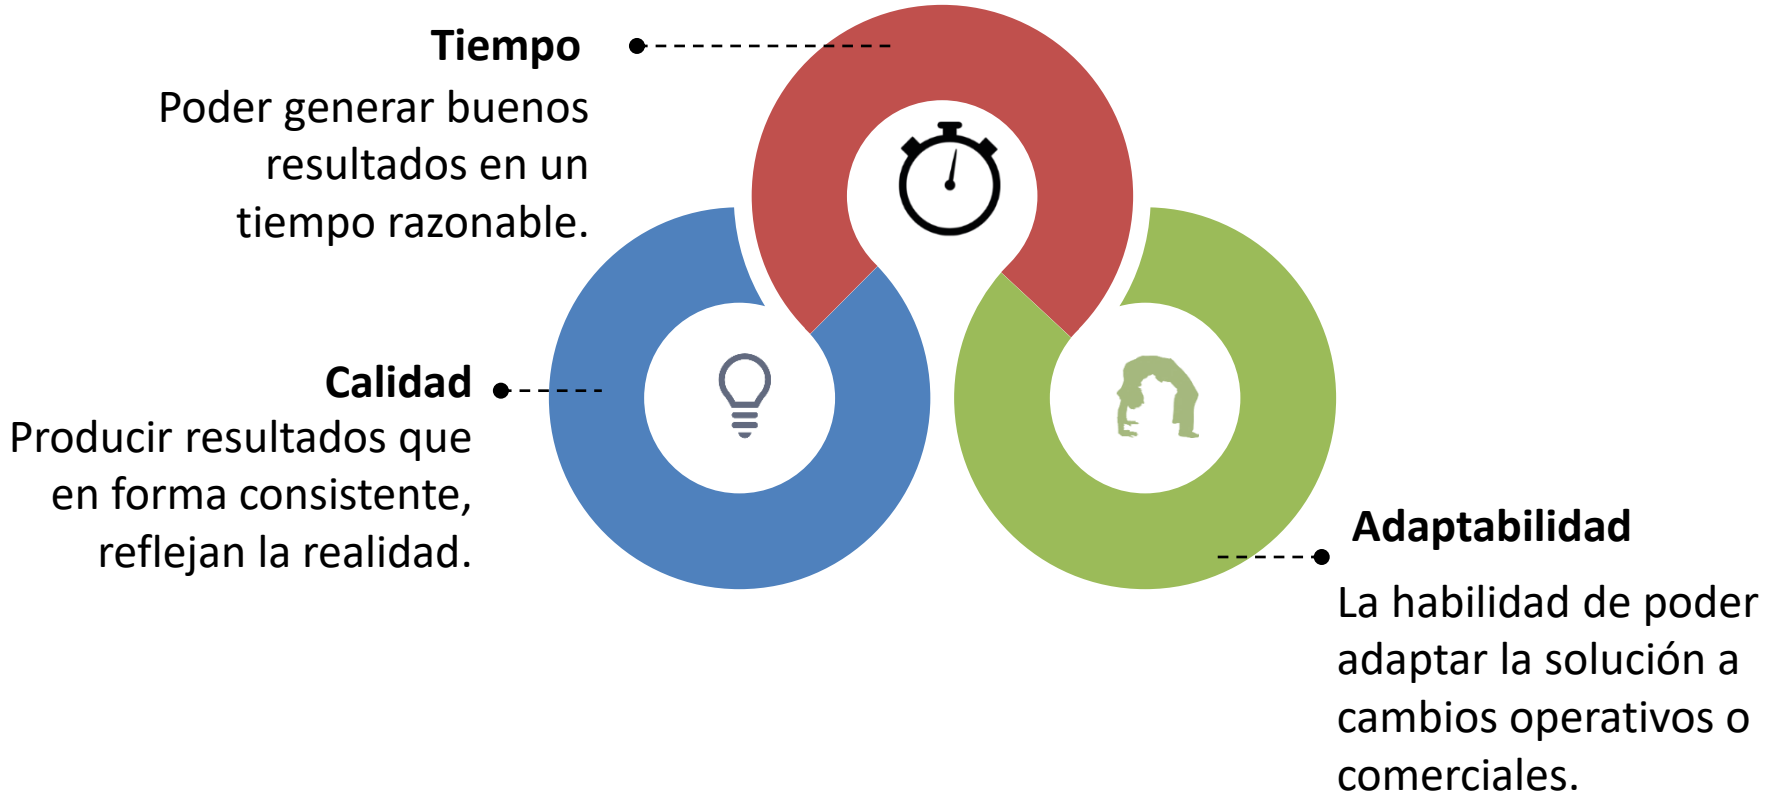 Tiempo
Poder generar buenos
resultados en un
tiempo razonable.
Calidad
Producir resultados que
en forma consistente,
reflejan la realidad.
Adaptabilidad
La habilidad de poder
adaptar la solución a
cambios operativos o
comerciales.